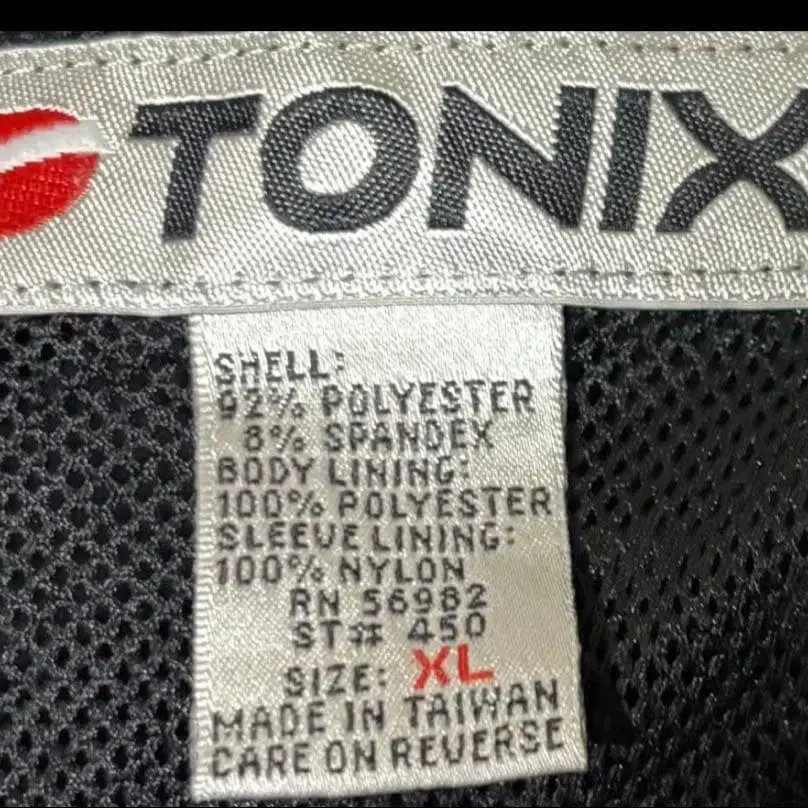 TONIX
SHELL:
92% POLYESTER
8% SPANDEX
BODY LINING:
100% POLYESTER
SLEEVE LINING:
100% NYLON
RN 56982
ST# 450
SIZE: XL
MADE IN TAIWAN
CARE ON REVERSE